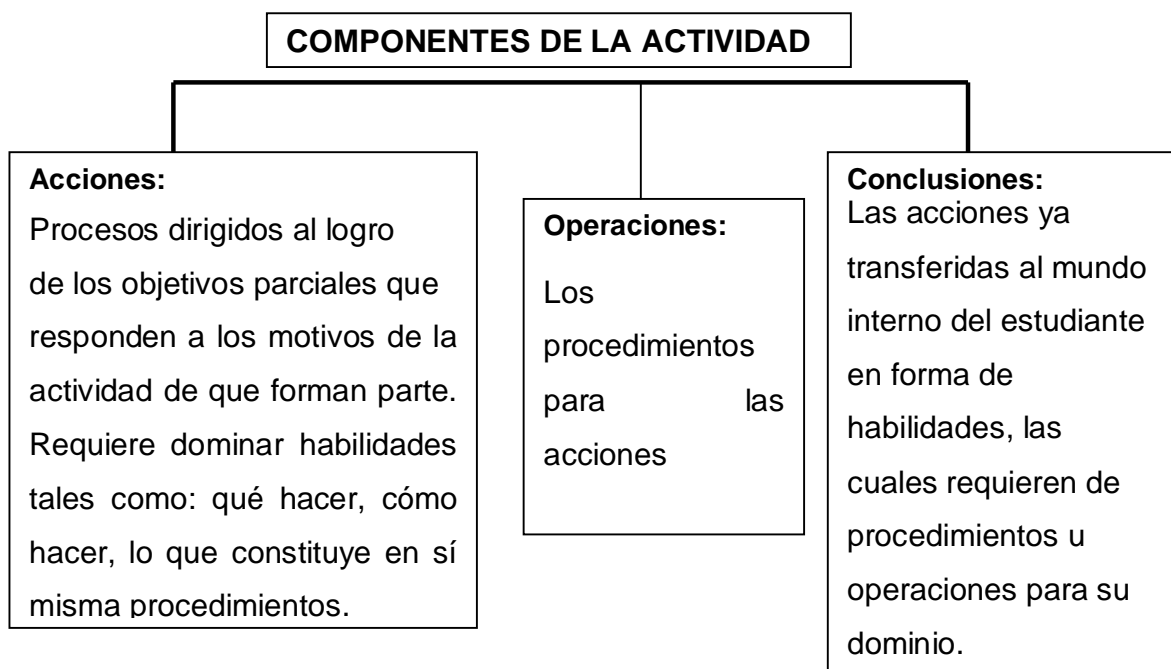 COMPONENTES DE LA ACTIVIDAD
Acciones:
Procesos dirigidos al logro
de los objetivos parciales que
responden a los motivos de la
actividad de que forman parte.
Requiere dominar habilidades
tales como: qué hacer, cómo
hacer, lo que constituye en sí
misma procedimientos.
Operaciones:
Los
procedimientos
para las
acciones
Conclusiones:
Las acciones ya
transferidas al mundo
interno del estudiante
en forma de
habilidades, las
cuales requieren de
procedimientos u
operaciones para su
dominio.